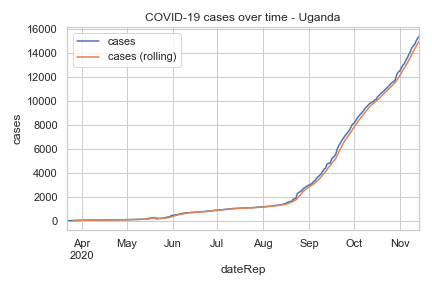 COVID-19 cases over time - Uganda
cases
cases (rolling)
16000
14000
12000
10000
8000
6000
4000
2000
0
cases
Apr May Jun Jul Aug Sep Oct Nov
2020
dateRep